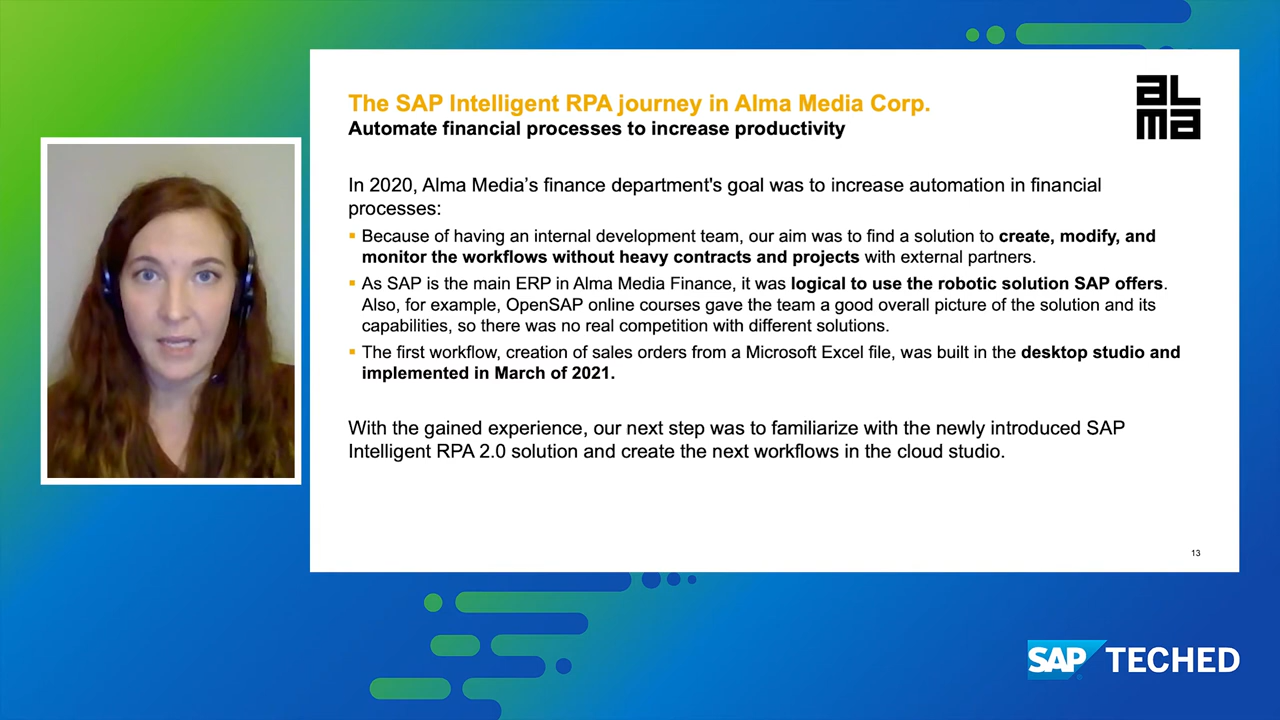 The SAP Intelligent RPA journey in Alma Media Corp.
Automate financial processes to increase productivity
aL
ma
In 2020, Alma Media’s finance department's goal was to increase automation in financial
processes:
▪ Because of having an internal development team, our aim was to find a solution to create, modify, and
monitor the workflows without heavy contracts and projects with external partners.
▪ As SAP is the main ERP in Alma Media Finance, it was logical to use the robotic solution SAP offers.
Also, for example, OpenSAP online courses gave the team a good overall picture of the solution and its
capabilities, so there was no real competition with different solutions.
▪ The first workflow, creation of sales orders from a Microsoft Excel file, was built in the desktop studio and
implemented in March of 2021.
With the gained experience, our next step was to familiarize with the newly introduced SAP
Intelligent RPA 2.0 solution and create the next workflows in the cloud studio.
13
SAP TECHED